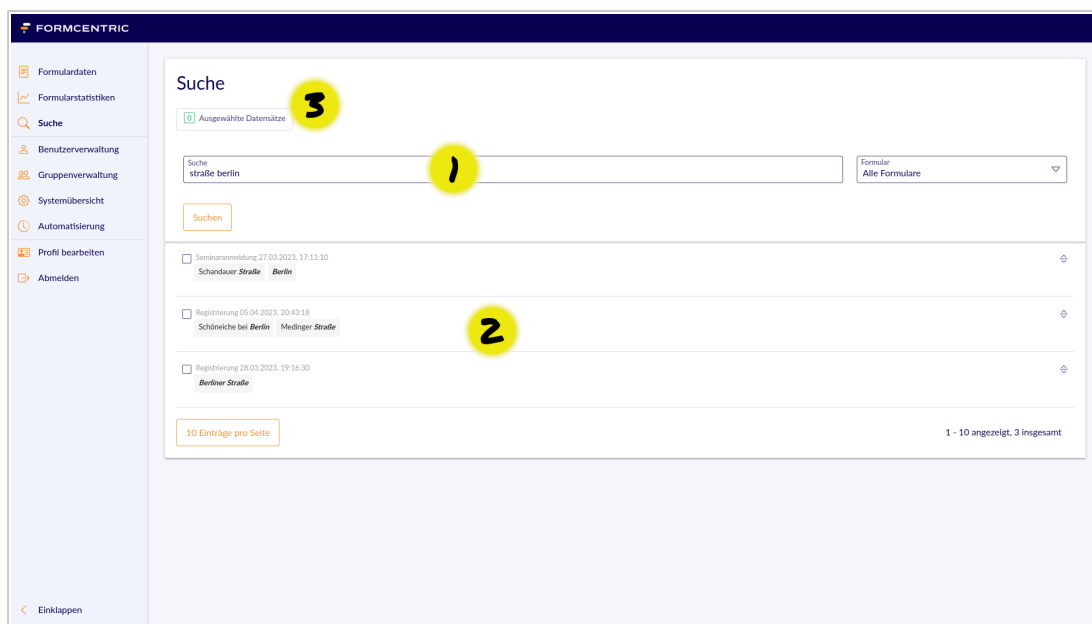 FORMCENTRIC
Formulardaten
Formularstatistiken
Suche
Benutzerverwaltung
Gruppenverwaltung
Systemübersicht
Automatisierung
Profil bearbeiten
Abmelden
Einklappen
Suche
3
0 Ausgewählte Datensätze
Suche
straße berlin
1
Formular
Alle Formulare
Suchen
Seminaranmeldung 27.03.2023, 17:11:10
Schandauer Straße Berlin
Registrierung 05.04.2023, 20:43:18
Schöneiche bei Berlin Medinger Straße
2
Registrierung 28.03.2023, 19:16:30
Berliner Straße
10 Einträge pro Seite
1 - 10 angezeigt, 3 insgesamt